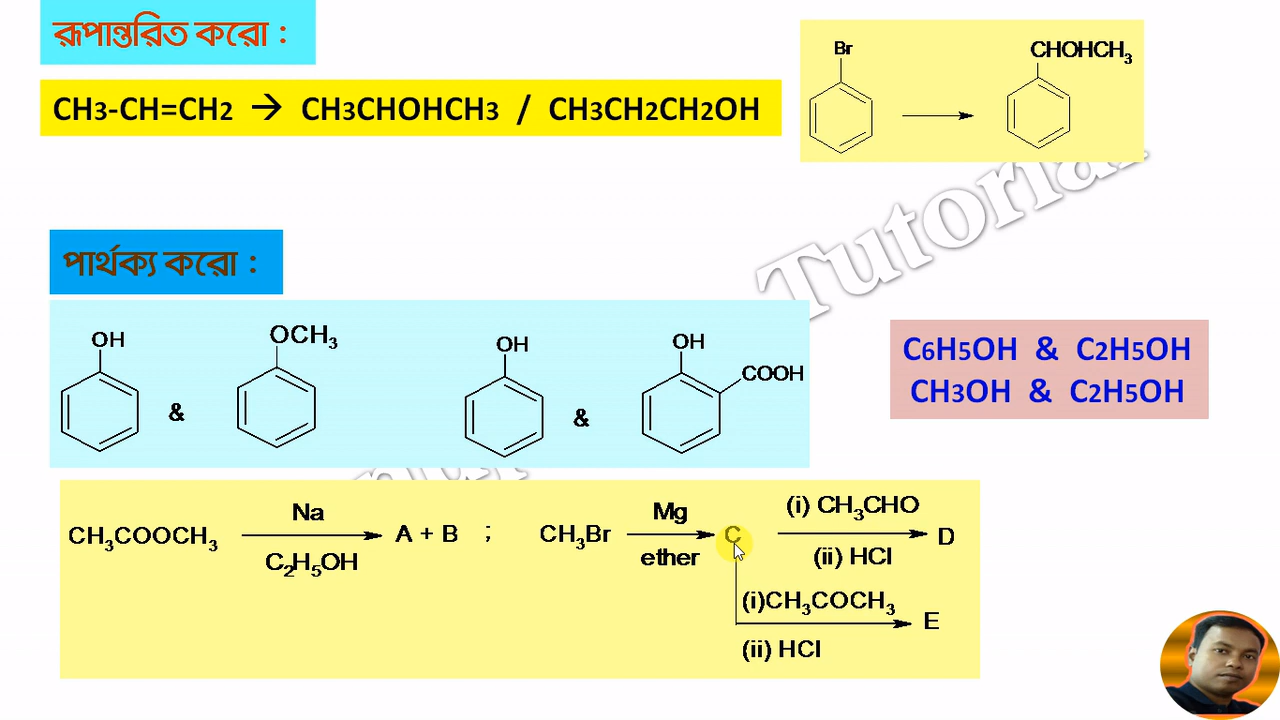 রূপান্তরিত করো :
CH3-CH=CH2 → CH3CHOHCH3 / CH3CH2CH2OH
Br
CHOHCH₃
Tutorial
পার্থক্য করো :
OH
&
OCH₃
OH
&
OH
COOH
C6H5OH & C2H5OH
CH3OH & C2H5OH
CH₃COOCH₃ Na C₂H₅OH A + B ; CH₃Br Mg ether C (i) CH₃CHO (ii) HCl D
(i)CH₃COCH₃
(ii) HCl
E